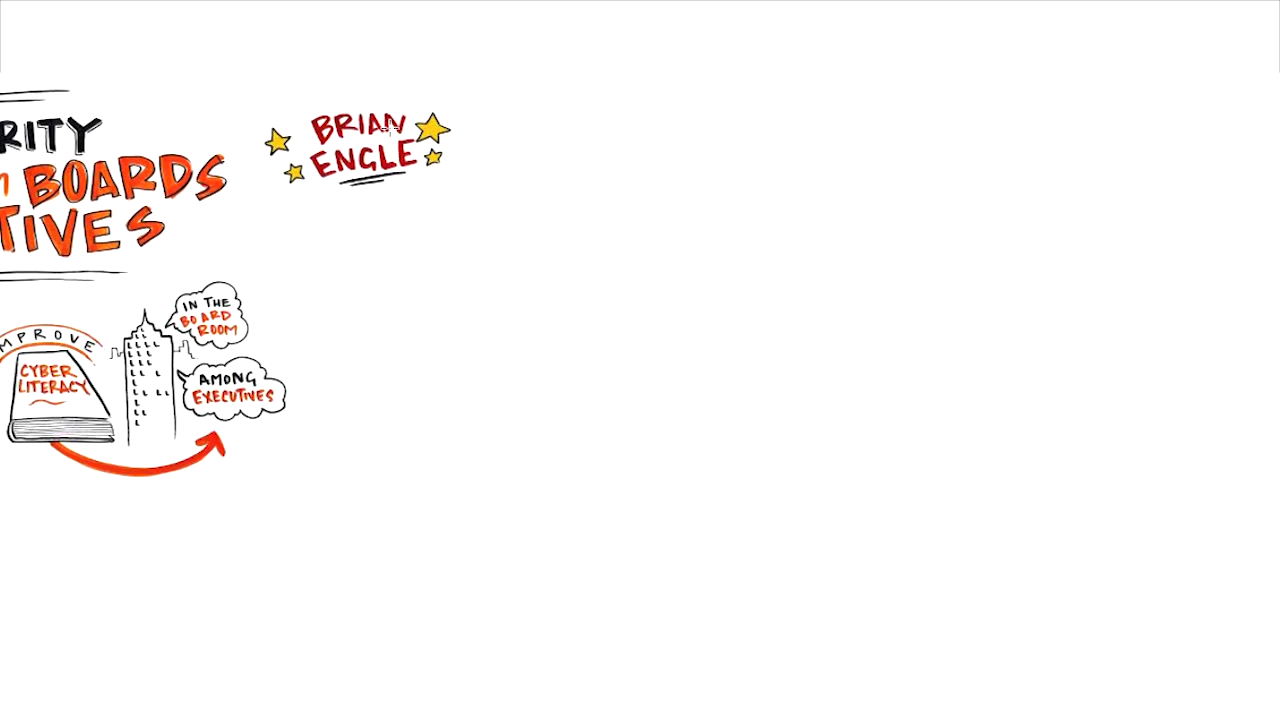 RITY
BOARDS
TIVES
BRIAN
ENGLE
MPROVE
CYBER
LITERACY
IN THE
BOARD
ROOM
AMONG
EXECUTIVES